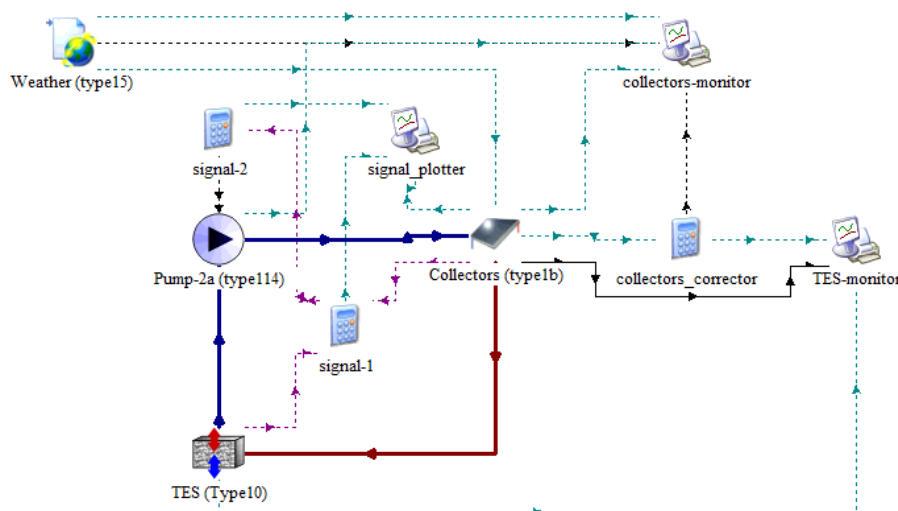 Weather (type15)
collectors-monitor
signal-2
signal_plotter
Pump-2a (type114)
Collectors (type1b)
collectors_corrector
TES-monitor
signal-1
TES (Type10)